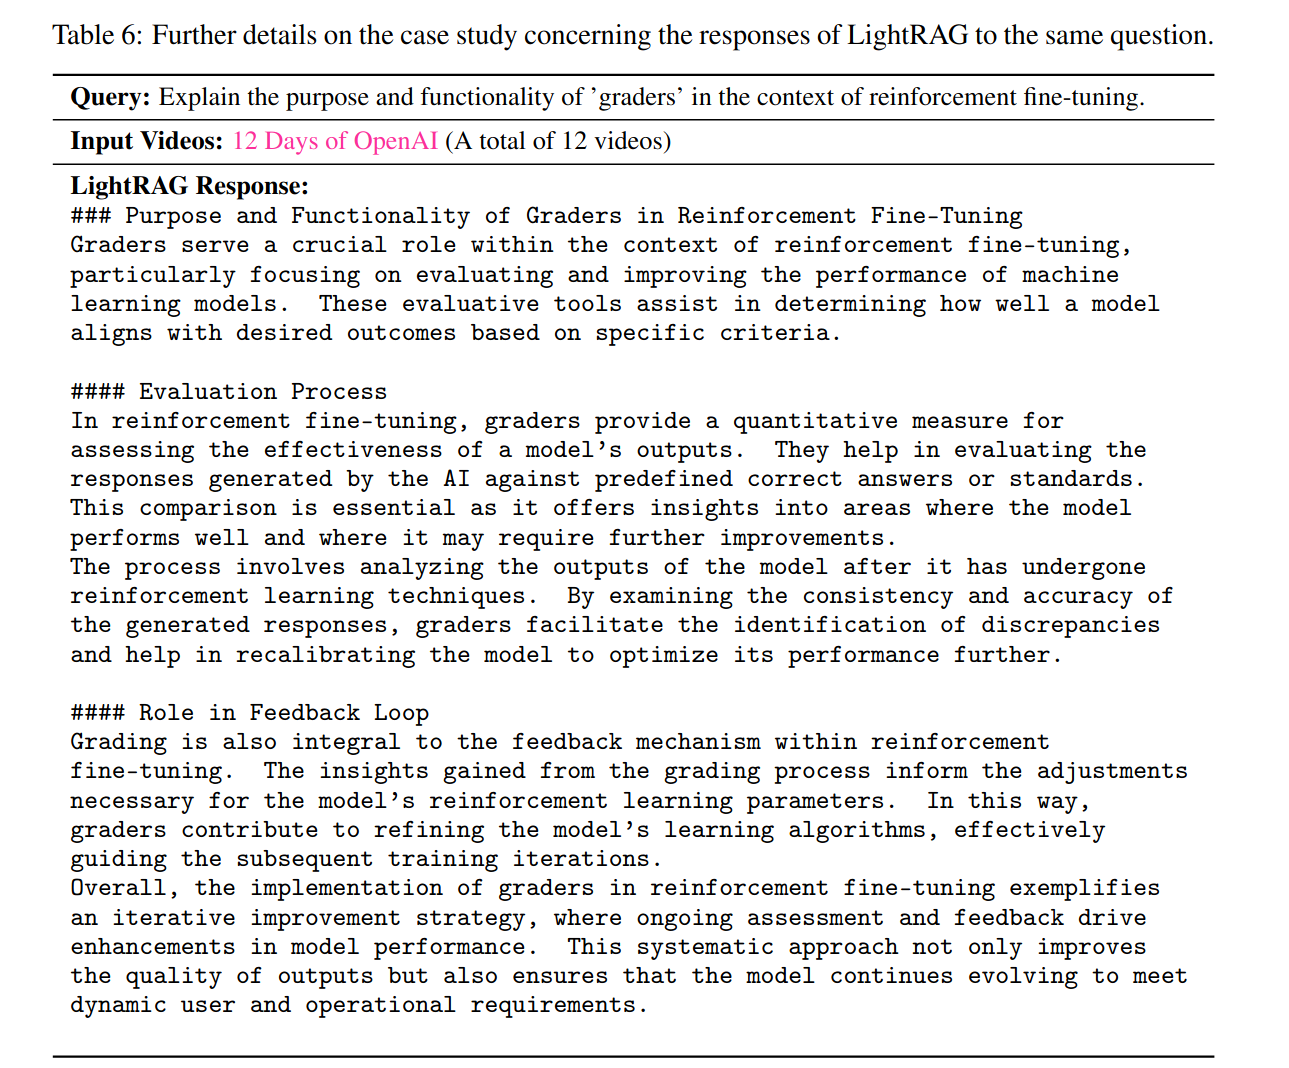 Table 6: Further details on the case study concerning the responses of LightRAG to the same question.
Query: Explain the purpose and functionality of ’graders’ in the context of reinforcement fine-tuning.
Input Videos: 12 Days of OpenAI (A total of 12 videos)
LightRAG Response:
### Purpose and Functionality of Graders in Reinforcement Fine-Tuning
Graders serve a crucial role within the context of reinforcement fine-tuning,
particularly focusing on evaluating and improving the performance of machine
learning models. These evaluative tools assist in determining how well a model
aligns with desired outcomes based on specific criteria.
#### Evaluation Process
In reinforcement fine-tuning, graders provide a quantitative measure for
assessing the effectiveness of a model’s outputs. They help in evaluating the
responses generated by the AI against predefined correct answers or standards.
This comparison is essential as it offers insights into areas where the model
performs well and where it may require further improvements.
The process involves analyzing the outputs of the model after it has undergone
reinforcement learning techniques. By examining the consistency and accuracy of
the generated responses, graders facilitate the identification of discrepancies
and help in recalibrating the model to optimize its performance further.
#### Role in Feedback Loop
Grading is also integral to the feedback mechanism within reinforcement
fine-tuning. The insights gained from the grading process inform the adjustments
necessary for the model’s reinforcement learning parameters. In this way,
graders contribute to refining the model’s learning algorithms, effectively
guiding the subsequent training iterations.
Overall, the implementation of graders in reinforcement fine-tuning exemplifies
an iterative improvement strategy, where ongoing assessment and feedback drive
enhancements in model performance. This systematic approach not only improves
the quality of outputs but also ensures that the model continues evolving to meet
dynamic user and operational requirements.